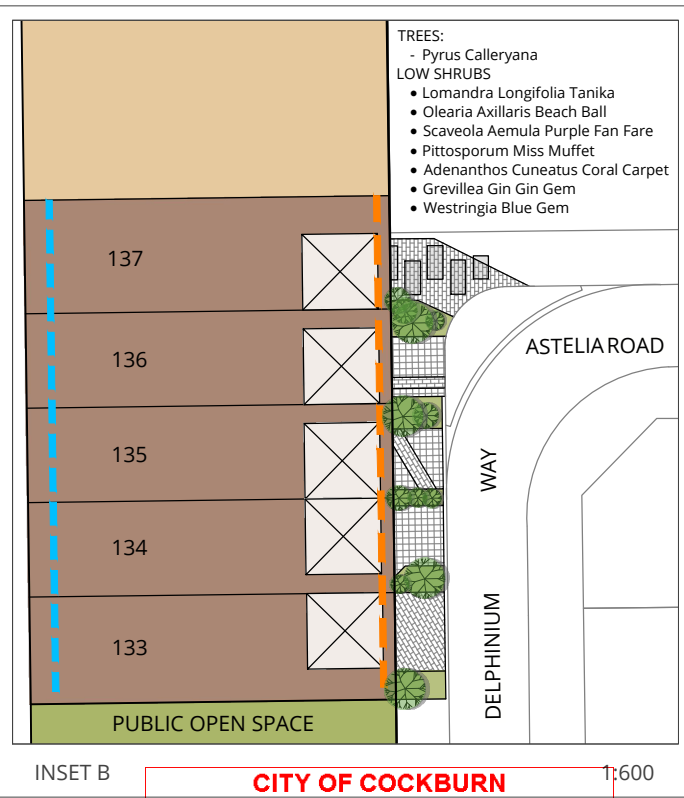 TREES:
- Pyrus Calleryana
LOW SHRUBS
• Lomandra Longifolia Tanika
• Olearia Axillaris Beach Ball
• Scaveola Aemula Purple Fan Fare
• Pittosporum Miss Muffet
• Adenanthos Cuneatus Coral Carpet
• Grevillea Gin Gin Gem
• Westringia Blue Gem
137
136
135
134
133
ASTELIA ROAD
DELPHINIUM WAY
PUBLIC OPEN SPACE
INSET B
1:600
CITY OF COCKBURN